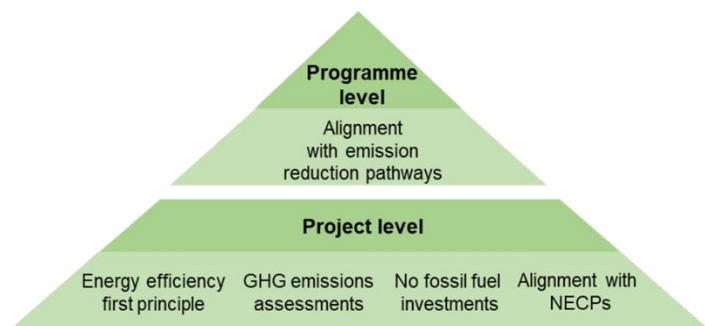 Programme
level
Alignment
with emission
reduction pathways
Project level
Energy efficiency
first principle
GHG emissions
assessments
No fossil fuel
investments
Alignment with
NECPs